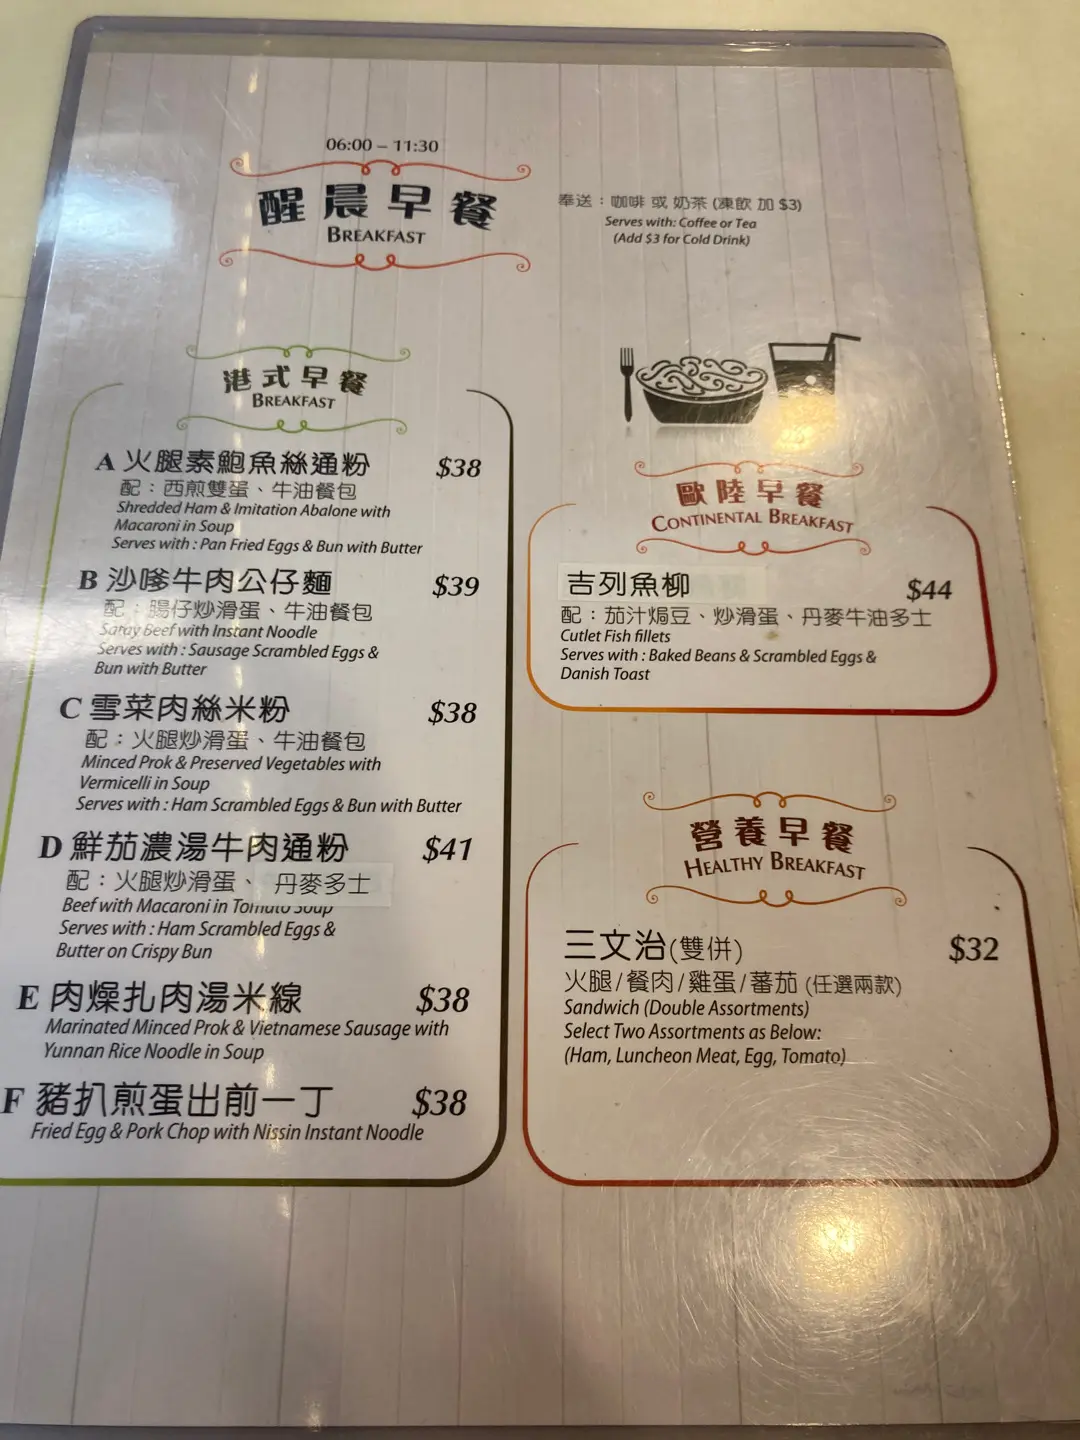 06:00 – 11:30
醒晨早餐
BREAKFAST
奉送：咖啡 或 奶茶 (凍飲 加 $3)
Serves with: Coffee or Tea
(Add $3 for Cold Drink)
港式早餐
BREAKFAST
A 火腿素鮑魚絲通粉 $38
配：西煎雙蛋、牛油餐包
Shredded Ham & Imitation Abalone with
Macaroni in Soup
Serves with : Pan Fried Eggs & Bun with Butter
B 沙嗲牛肉公仔麵 $39
配：腸仔炒滑蛋、牛油餐包
Satay Beef with Instant Noodle
Serves with : Sausage Scrambled Eggs &
Bun with Butter
C 雪菜肉絲米粉 $38
配：火腿炒滑蛋、牛油餐包
Minced Prok & Preserved Vegetables with
Vermicelli in Soup
Serves with : Ham Scrambled Eggs & Bun with Butter
D 鮮茄濃湯牛肉通粉 $41
配：火腿炒滑蛋、丹麥多士
Beef with Macaroni in Tomato Soup
Serves with : Ham Scrambled Eggs &
Butter on Crispy Bun
E 肉燥扎肉湯米線 $38
Marinated Minced Prok & Vietnamese Sausage with
Yunnan Rice Noodle in Soup
F 豬扒煎蛋出前一丁 $38
Fried Egg & Pork Chop with Nissin Instant Noodle
歐陸早餐
CONTINENTAL BREAKFAST
吉列魚柳 $44
配：茄汁焗豆、炒滑蛋、丹麥牛油多士
Cutlet Fish fillets
Serves with : Baked Beans & Scrambled Eggs &
Danish Toast
營養早餐
HEALTHY BREAKFAST
三文治(雙併) $32
火腿/餐肉/雞蛋/蕃茄 (任選兩款)
Sandwich (Double Assortments)
Select Two Assortments as Below:
(Ham, Luncheon Meat, Egg, Tomato)